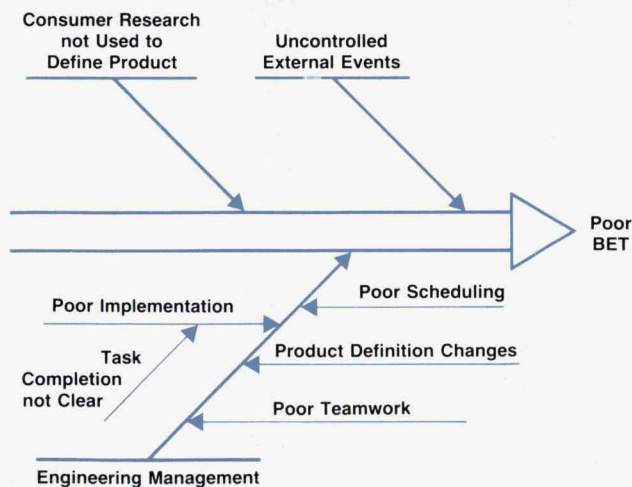 Consumer Research
not Used to
Define Product
Uncontrolled
External Events
Poor
BET
Poor Implementation
Poor Scheduling
Task
Completion
not Clear
Product Definition Changes
Poor Teamwork
Engineering Management